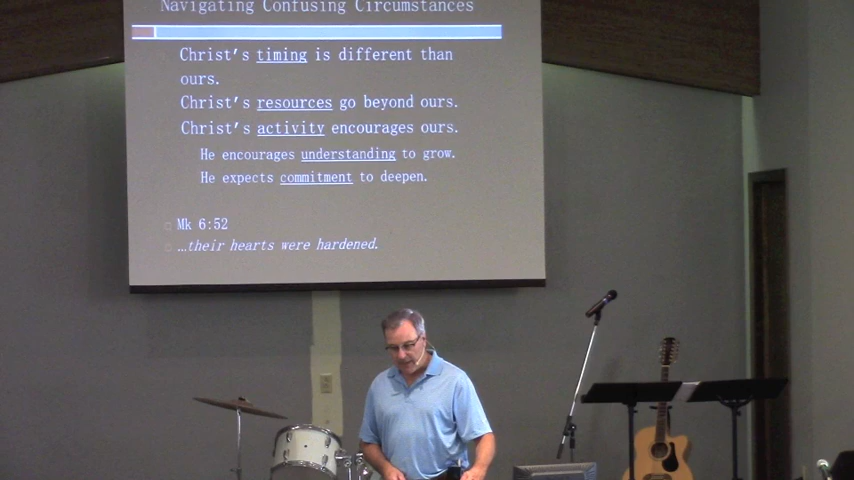 Navigating Confusing Circumstances
Christ's timing is different than
ours.
Christ's resources go beyond ours.
Christ's activity encourages ours.
He encourages understanding to grow.
He expects commitment to deepen.
Mk 6:52
…their hearts were hardened.